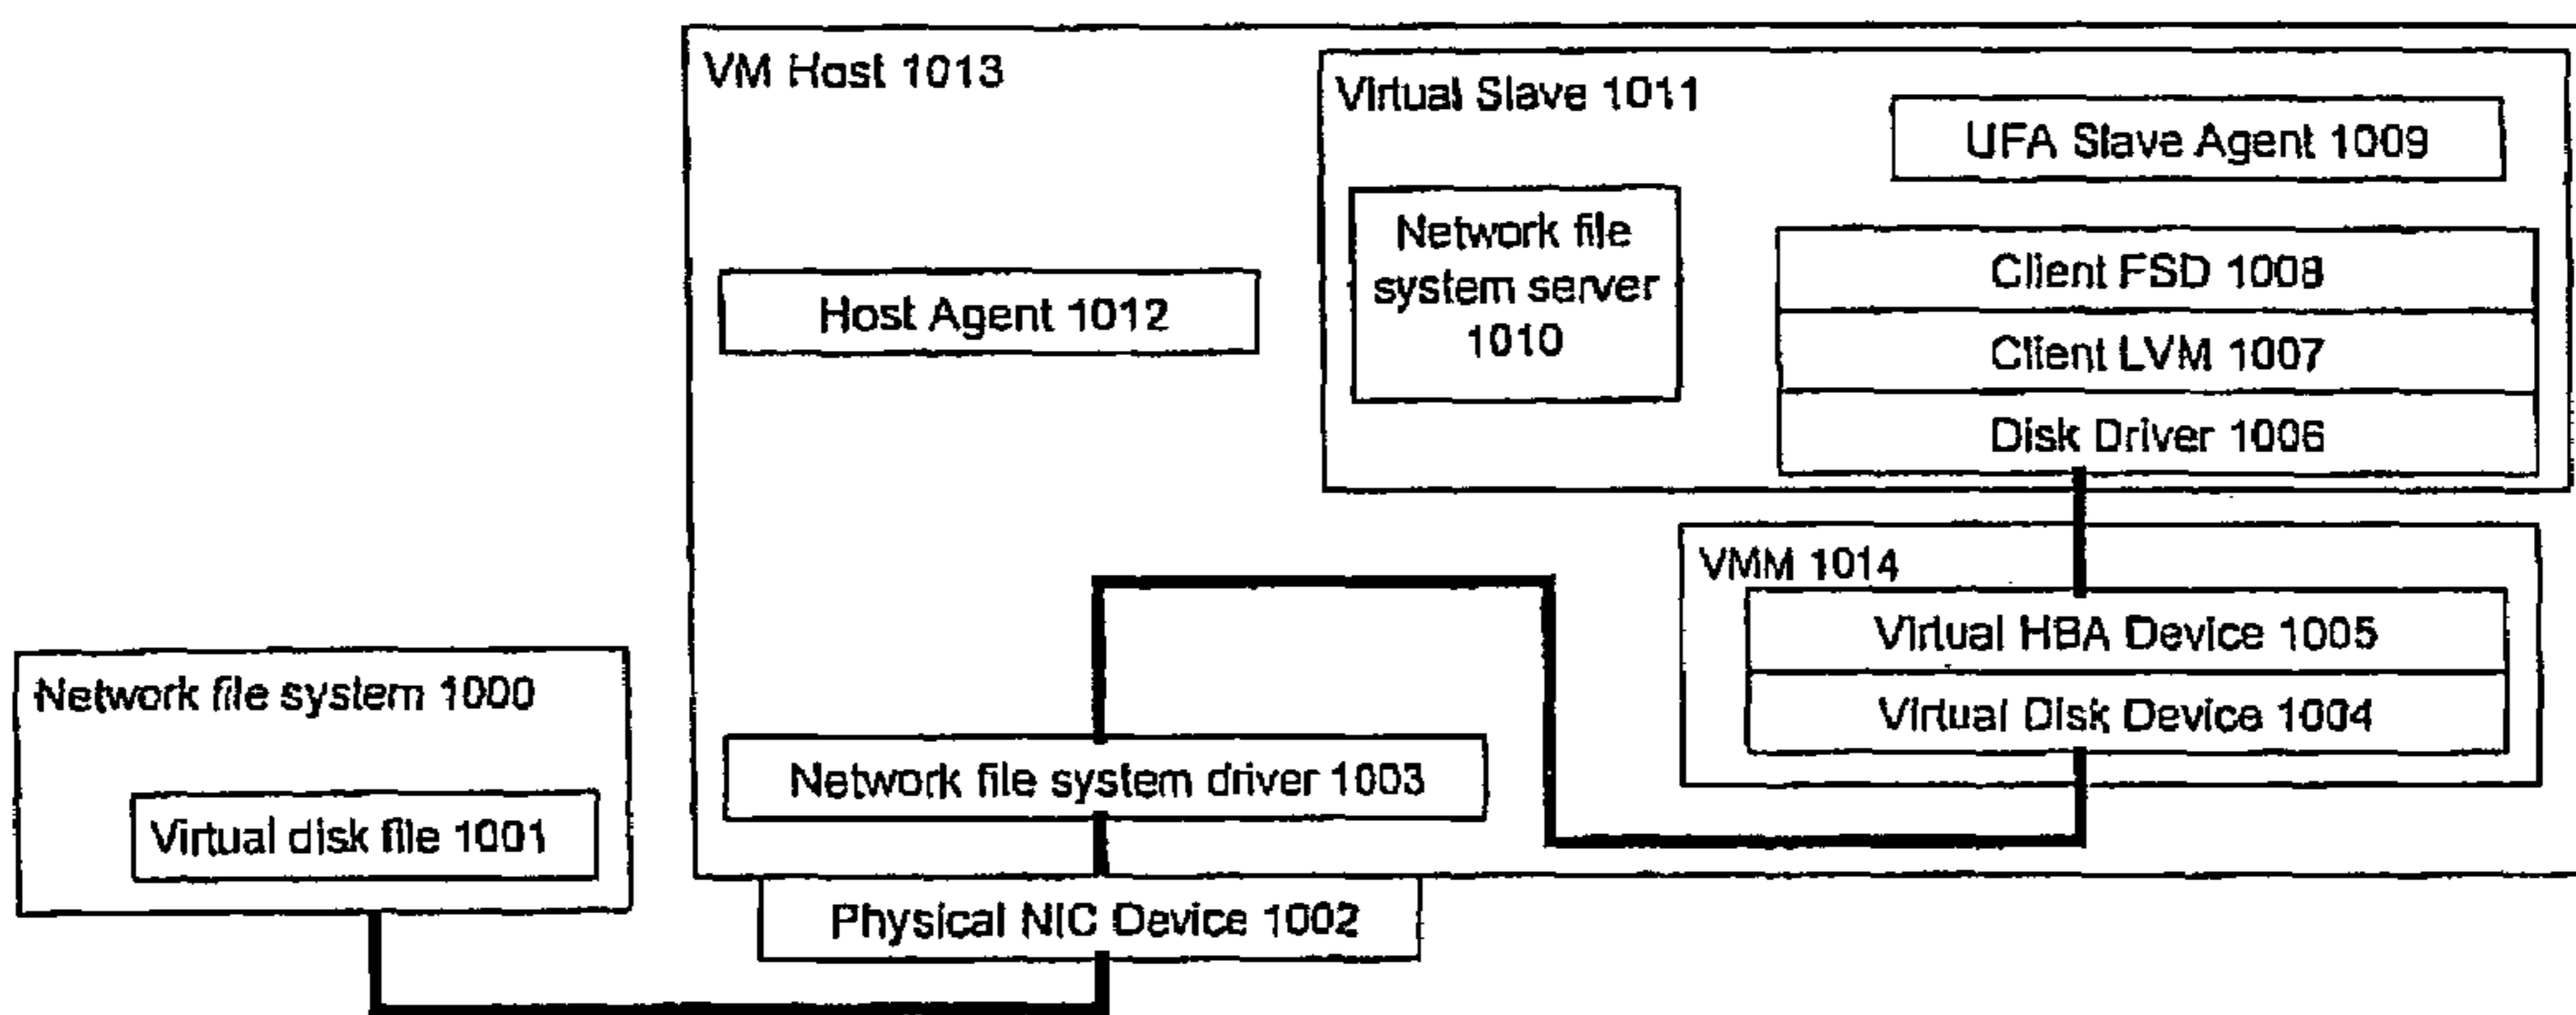 VM Host 1013
Virtual Slave 1011
UFA Slave Agent 1009
Network file
system server
1010
Client FSD 1008
Client LVM 1007
Disk Driver 1006
Host Agent 1012
VMM 1014
Virtual HBA Device 1005
Virtual Disk Device 1004
Network file system 1000
Virtual disk file 1001
Network file system driver 1003
Physical NIC Device 1002